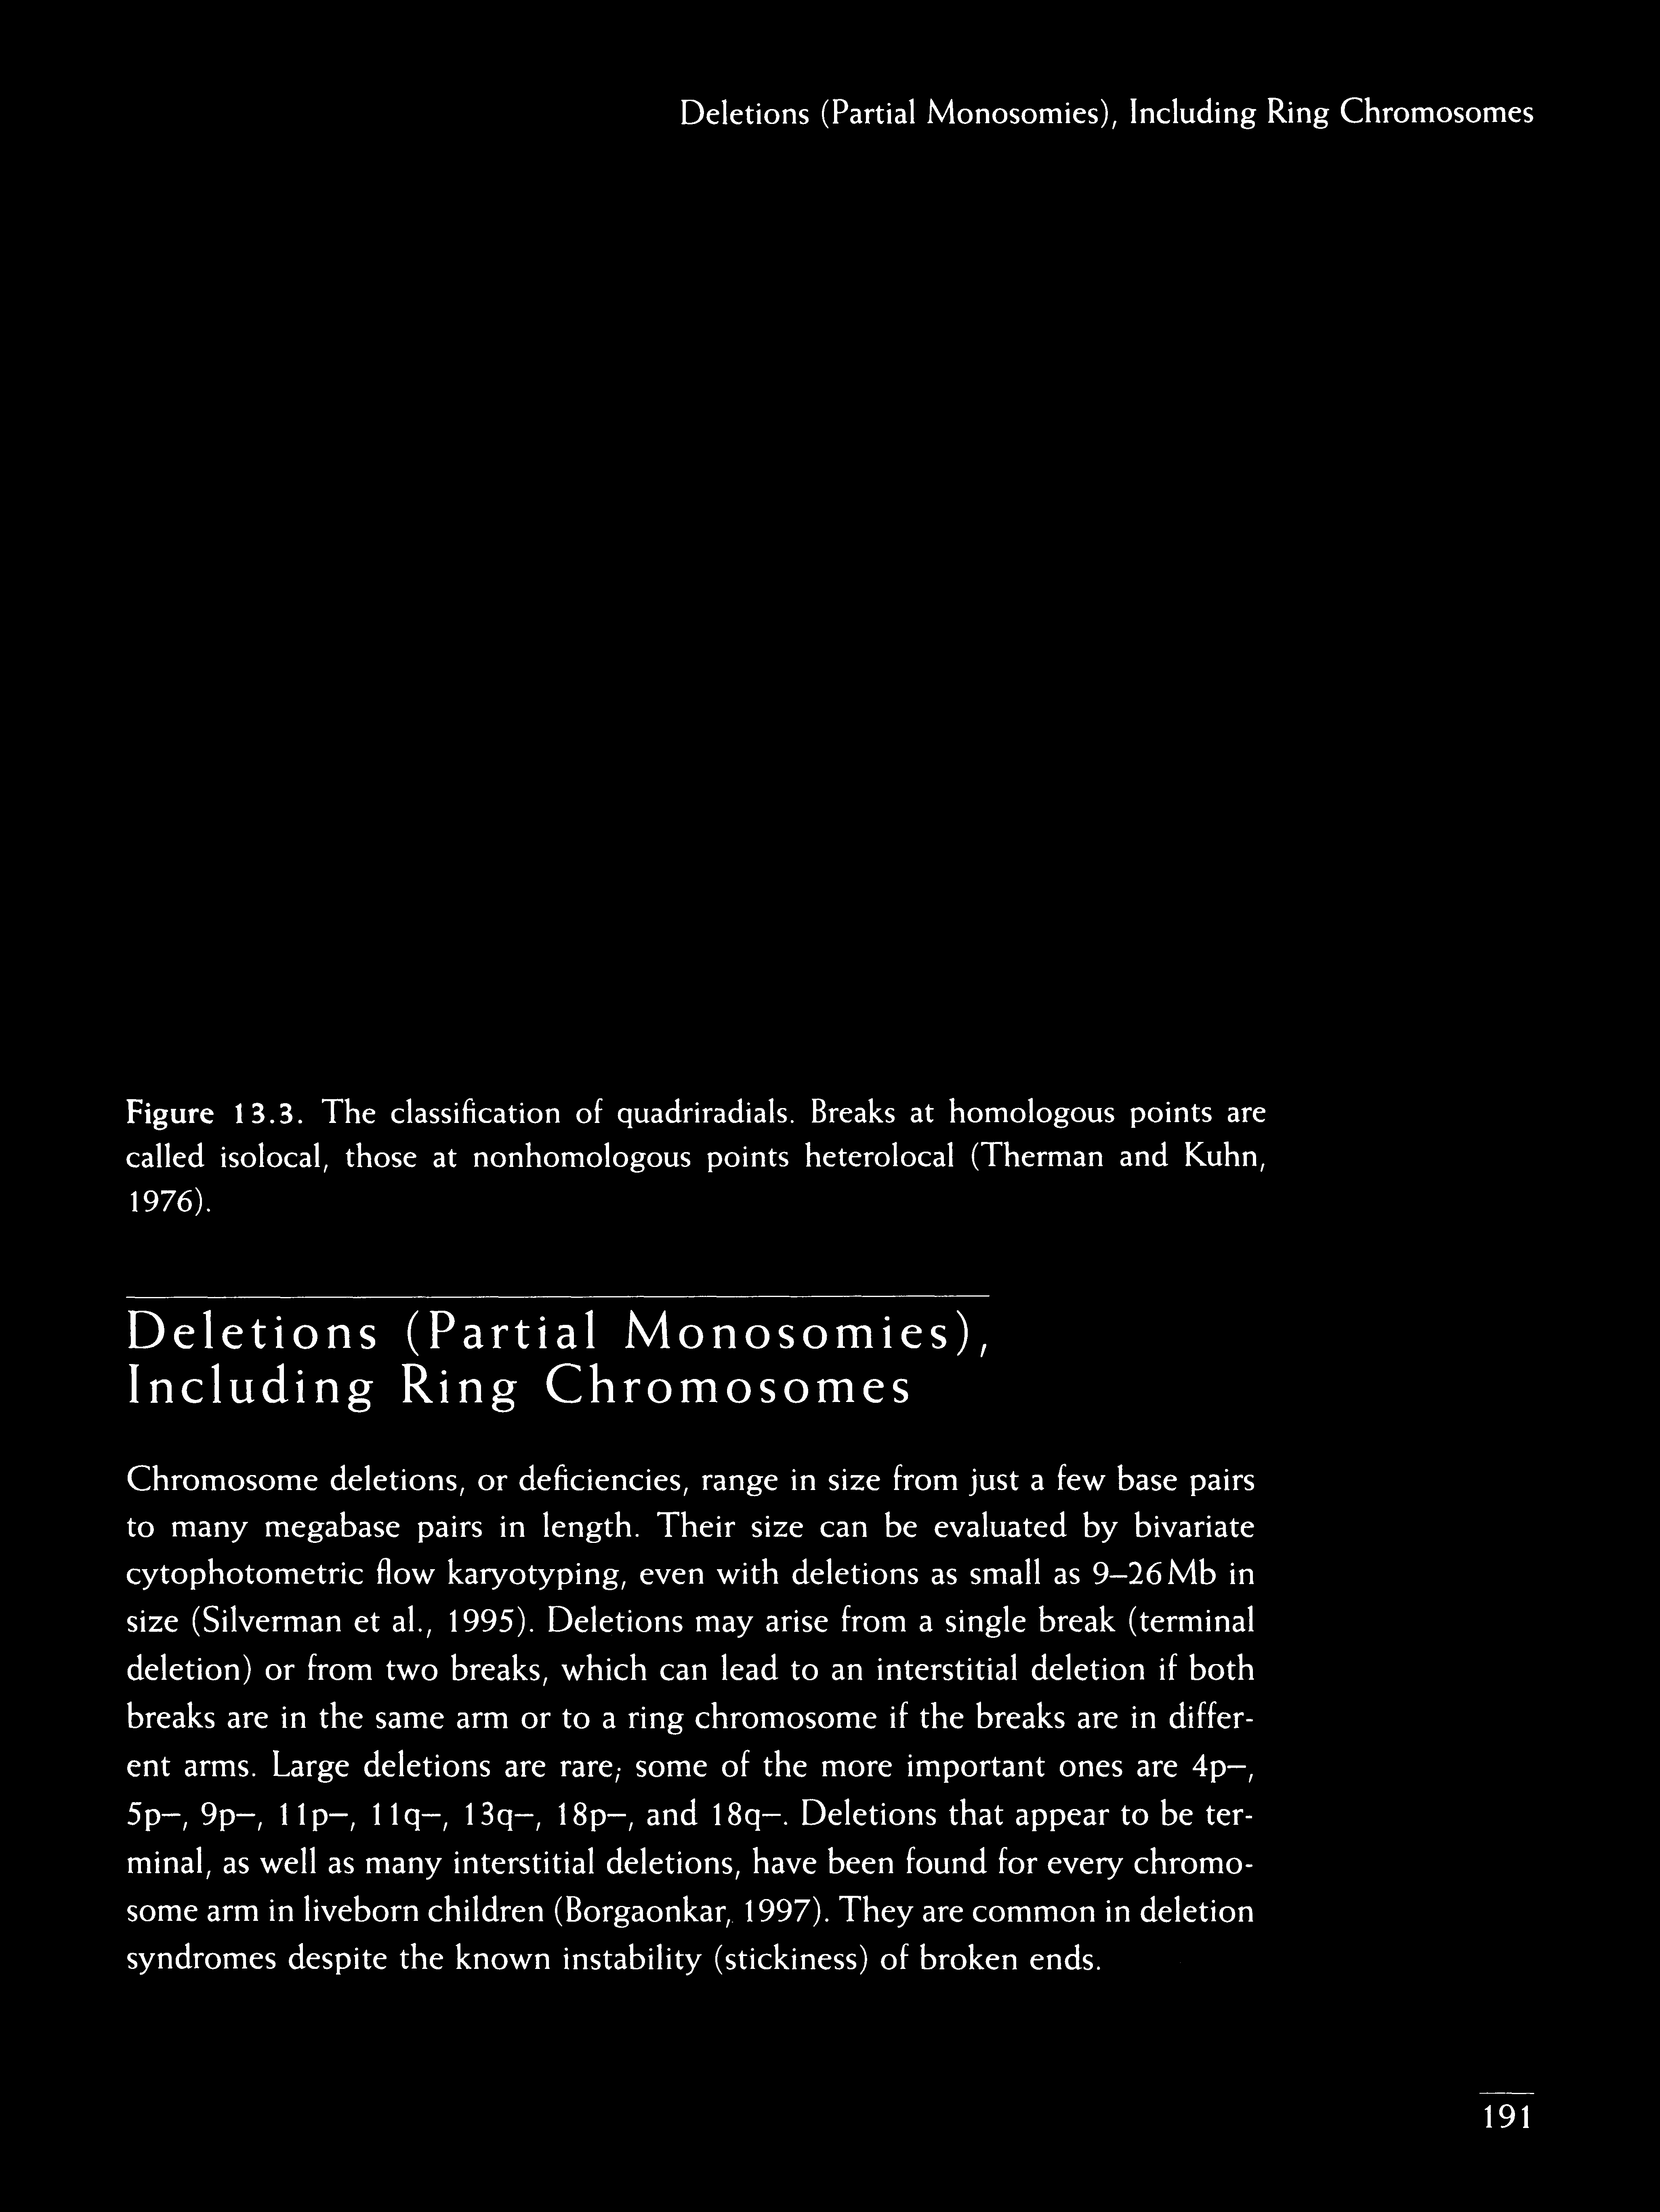 Deletions (Partial Monosomies), Including Ring Chromosomes
Figure 13.3. The classification of quadriradials. Breaks at homologous points are
called isolocal, those at nonhomologous points heterolocal (Therman and Kuhn,
1976).
Deletions (Partial Monosomies),
Including Ring Chromosomes
Chromosome deletions, or deficiencies, range in size from just a few base pairs
to many megabase pairs in length. Their size can be evaluated by bivariate
cytophotometric flow karyotyping, even with deletions as small as 9–26 Mb in
size (Silverman et al., 1995). Deletions may arise from a single break (terminal
deletion) or from two breaks, which can lead to an interstitial deletion if both
breaks are in the same arm or to a ring chromosome if the breaks are in differ-
ent arms. Large deletions are rare; some of the more important ones are 4p–,
5p–, 9p–, 11p–, 11q–, 13q–, 18p–, and 18q–. Deletions that appear to be ter-
minal, as well as many interstitial deletions, have been found for every chromo-
some arm in liveborn children (Borgaonkar, 1997). They are common in deletion
syndromes despite the known instability (stickiness) of broken ends.
191